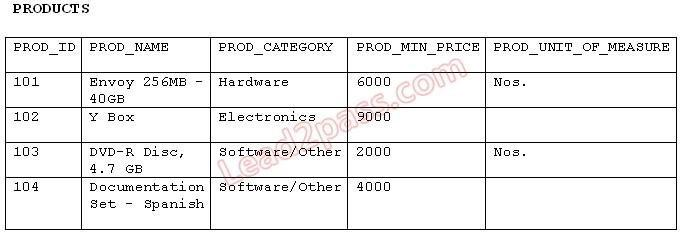 PRODUCTS
PROD_ID PROD_NAME PROD_CATEGORY PROD_MIN_PRICE PROD_UNIT_OF_MEASURE
101 Envoy 256MB - Hardware 6000 Nos.
40GB
102 Y Box Electronics 9000
103 DVD-R Disc, Software/Other 2000 Nos.
4.7 GB
104 Documentation Software/Other 4000
Set - Spanish
Lead2pass.com